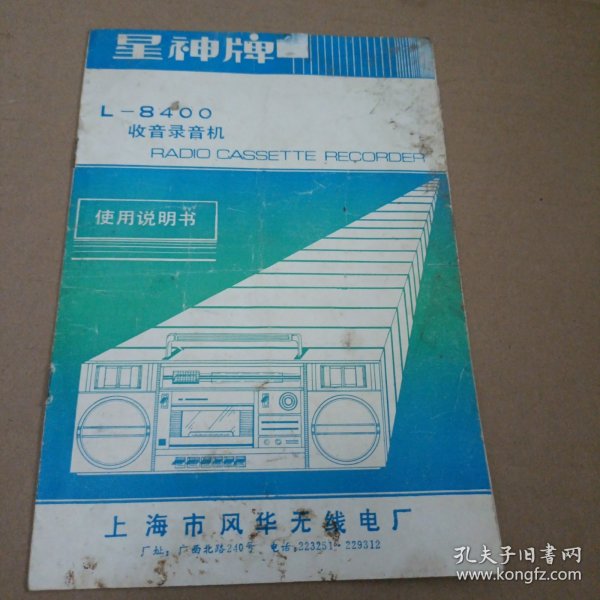 星神牌
L-8400
收音录音机
RADIO CASSETTE RECORDER
使用说明书
上海市风华无线电厂
厂址：广西北路240号 电话：223251 229312
孔夫子旧书网
www.kongfz.com